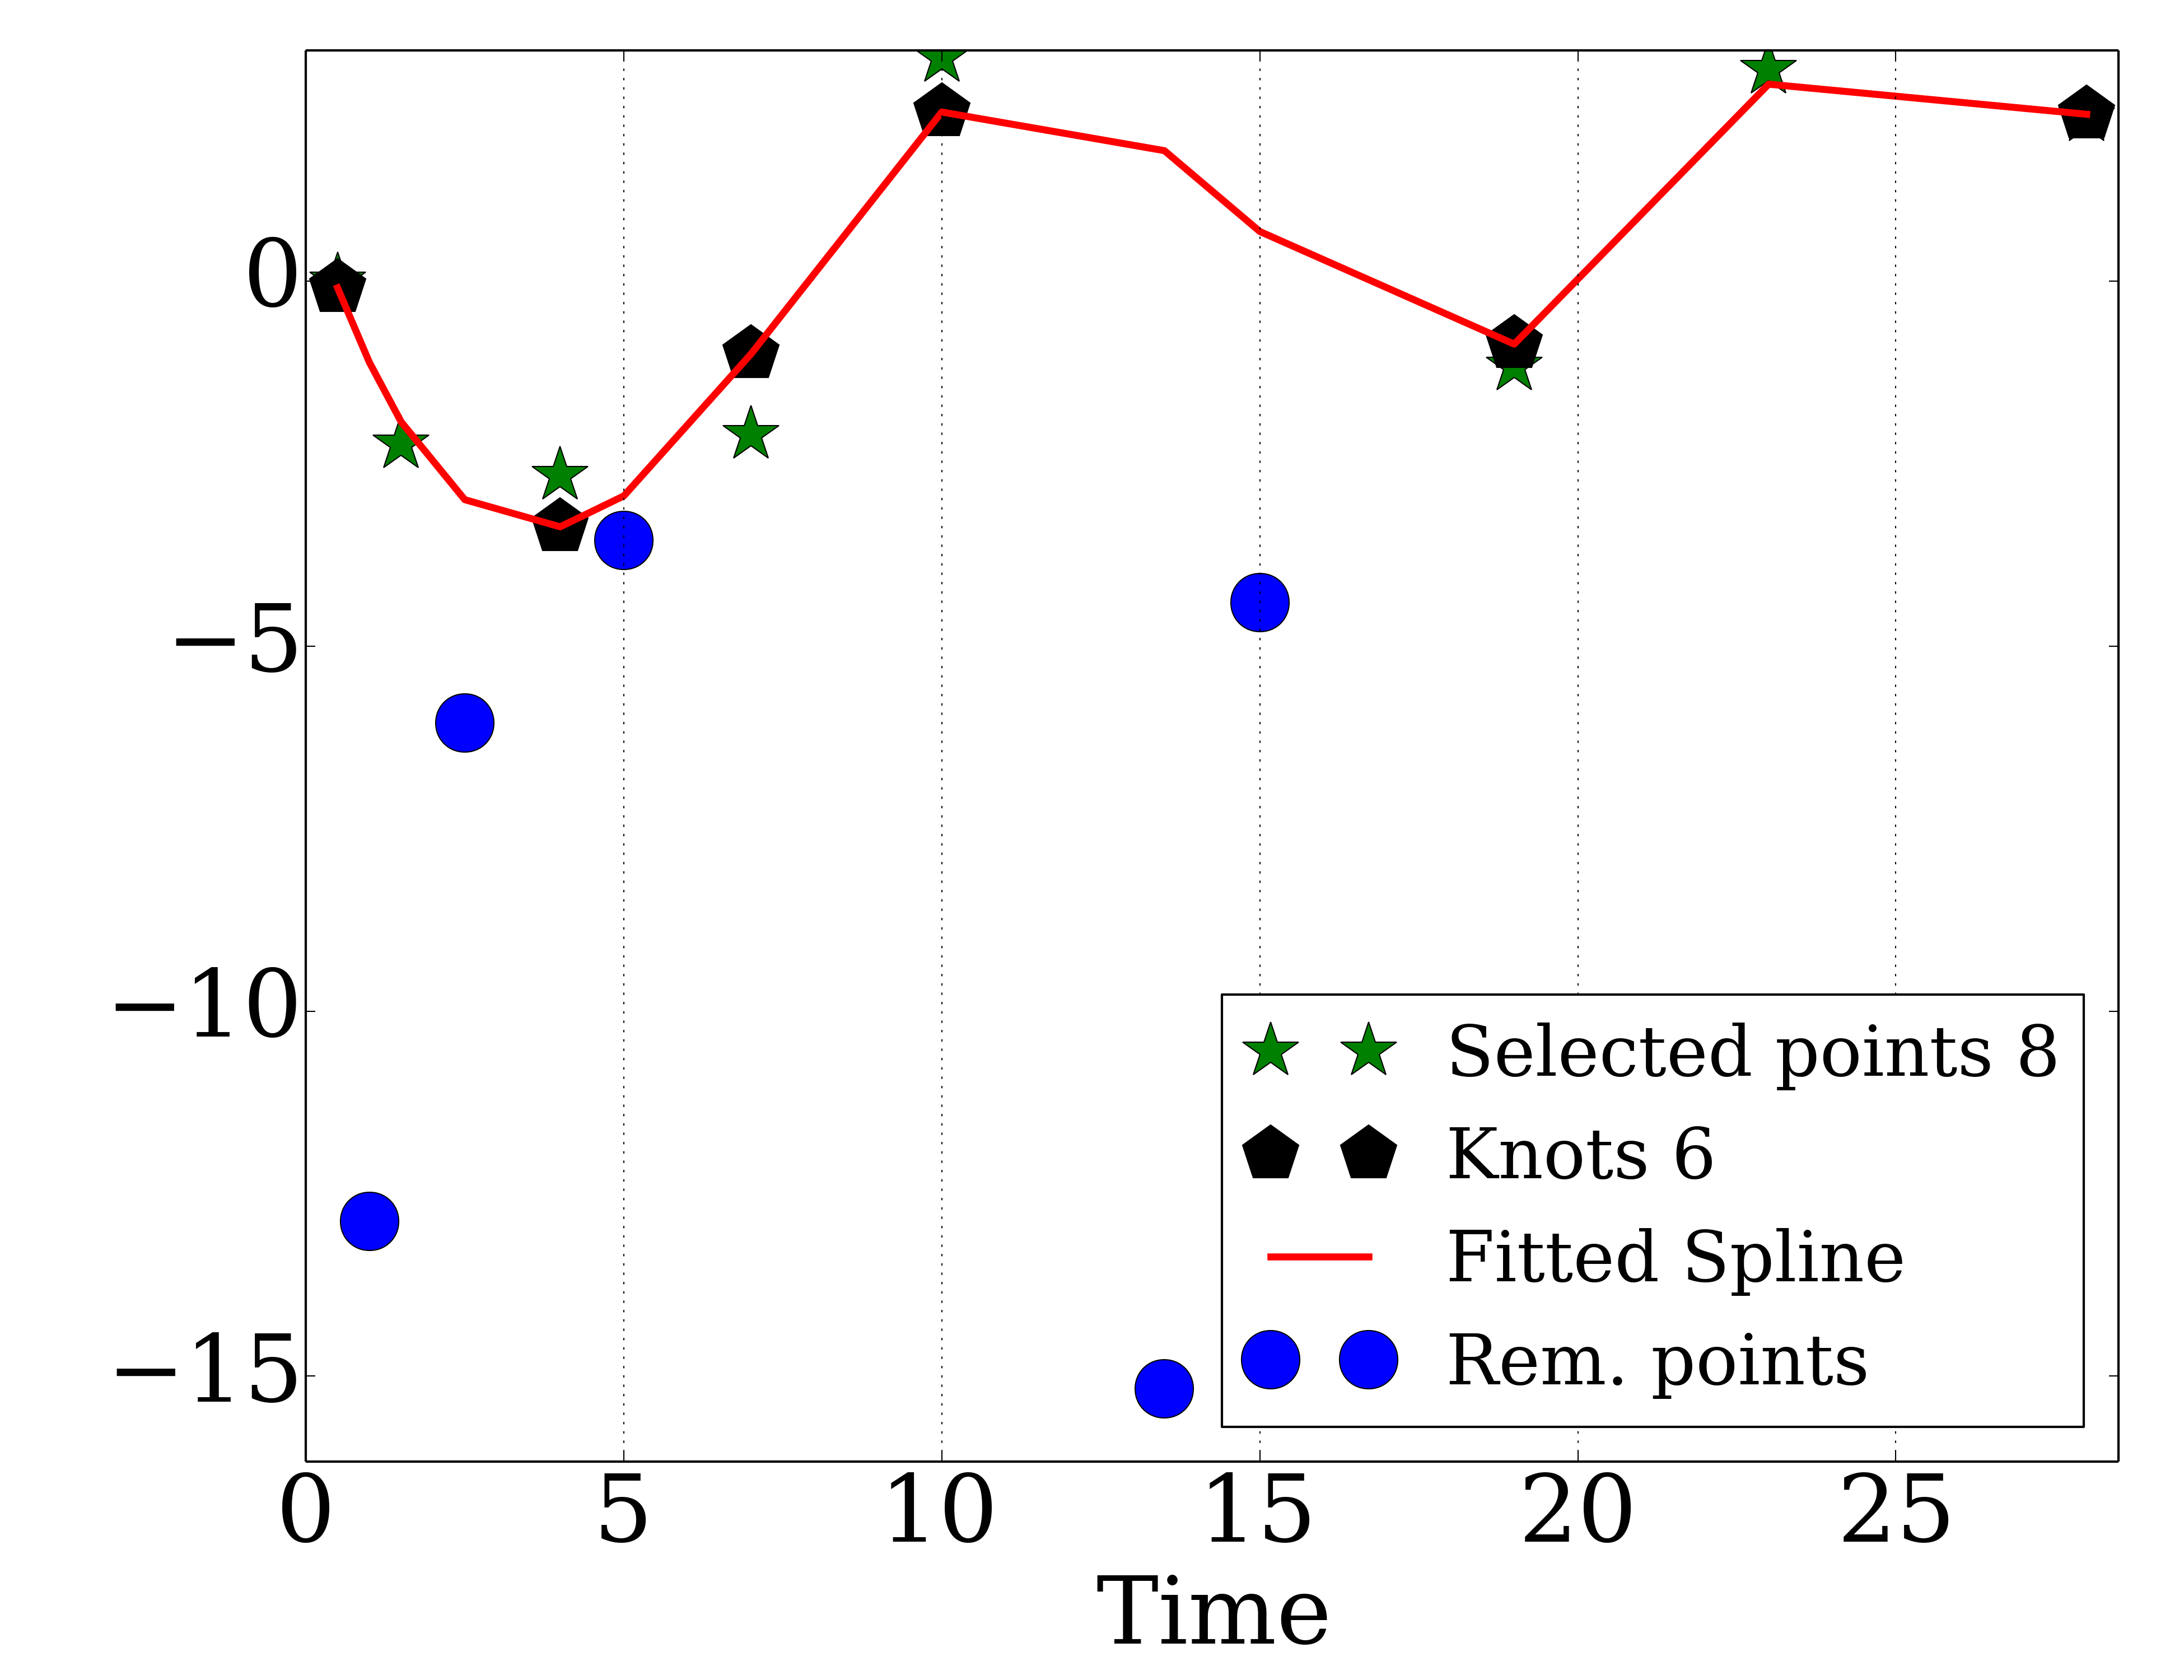 0
−5
−10
−15
0 5 10 15 20 25
Time
Selected points 8
Knots 6
Fitted Spline
Rem. points